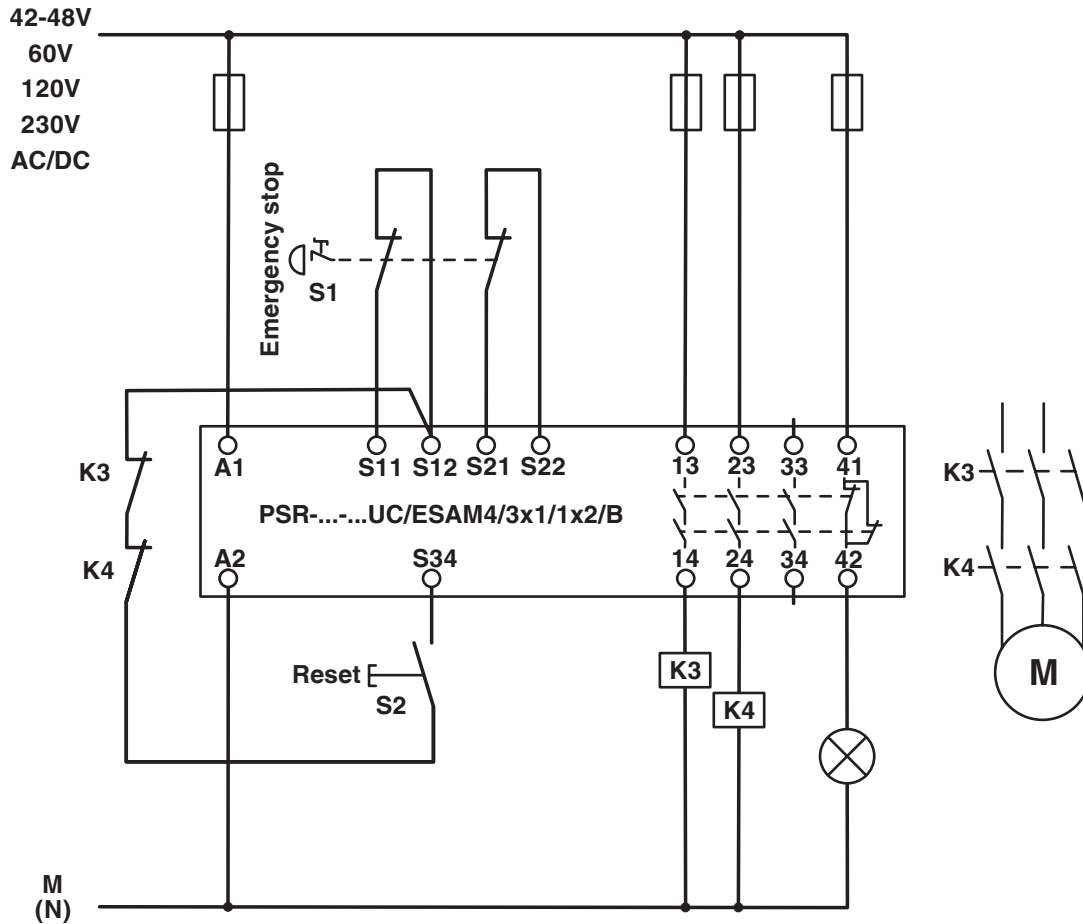 42-48V
60V
120V
230V
AC/DC
Emergency stop
S1
K3
K4
A1
S11
S12
S21
S22
13
23
33
41
PSR-...-...UC/ESAM4/3x1/1x2/B
A2
S34
14
24
34
42
Reset
S2
K3
K4
K3
K4
M
M
(N)